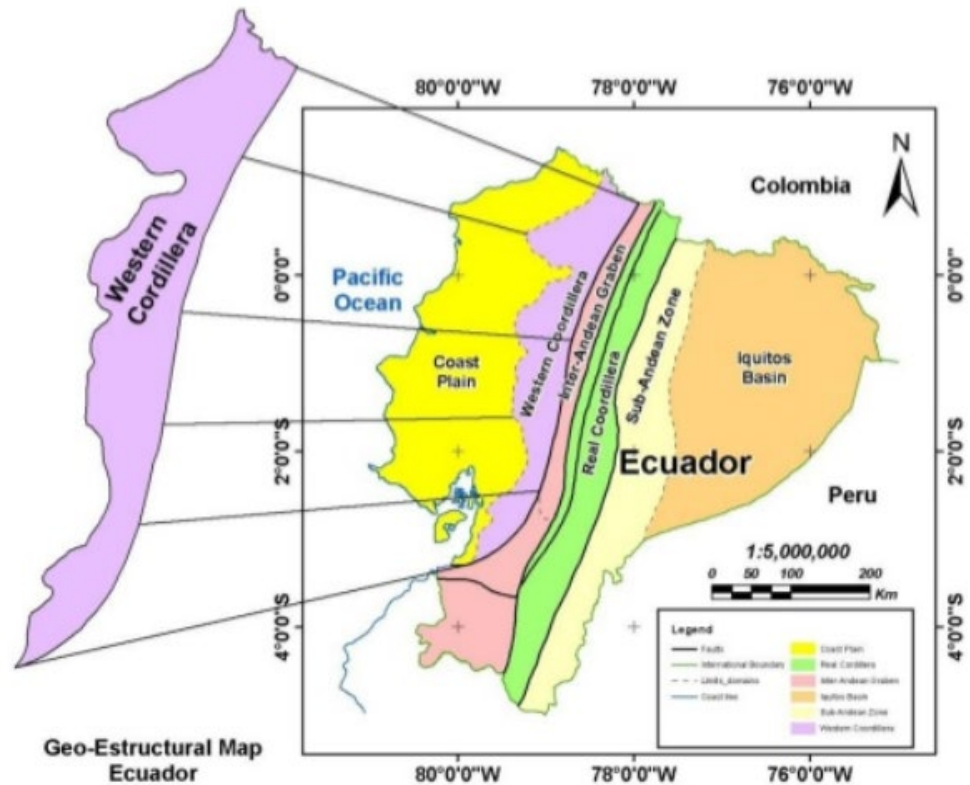 80°0'0"W 78°0'0"W 76°0'0"W
N
Colombia
Western
Cordillera
Pacific
Ocean
0°0'0"
0°0'0"
Coast
Plain
Western Coordillera
Inter-Andean Graben
Real Coordillera
Sub-Andean Zone
Iquitos
Basin
Ecuador
2°0'0"S
2°0'0"S
Peru
1:5,000,000
0 50 100 200
Km
4°0'0"S
4°0'0"S
Legend
Faults
International Boundary
Limits_domains
Coast line
Coast Plain
Real Cordillera
Inter-Andean Graben
Iquitos Basin
Sub-Andean Zone
Western Coordillera
Geo-Estructural Map
Ecuador
80°0'0"W 78°0'0"W 76°0'0"W